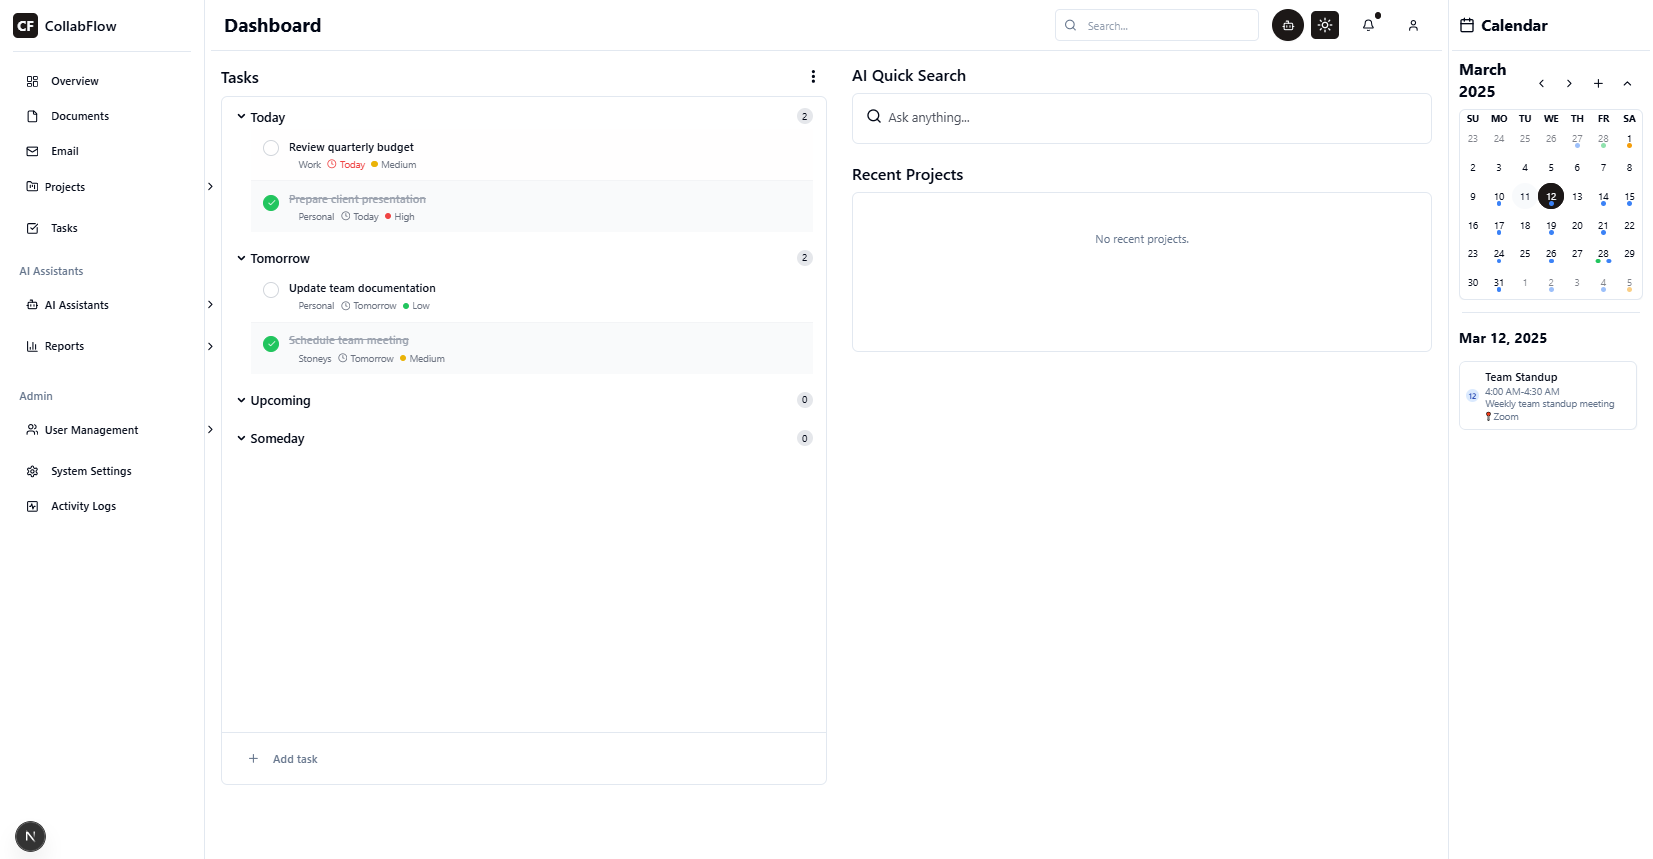 CF CollabFlow
Overview
Documents
Email
Projects
Tasks
AI Assistants
AI Assistants
Reports
Admin
User Management
System Settings
Activity Logs
N
Dashboard
Search...
Tasks
Today 2
Review quarterly budget
Work Today Medium
Prepare client presentation
Personal Today High
Tomorrow 2
Update team documentation
Personal Tomorrow Low
Schedule team meeting
Stoneys Tomorrow Medium
Upcoming 0
Someday 0
+ Add task
AI Quick Search
Ask anything...
Recent Projects
No recent projects.
Calendar
March
2025
SU MO TU WE TH FR SA
23 24 25 26 27 28 1
2 3 4 5 6 7 8
9 10 11 12 13 14 15
16 17 18 19 20 21 22
23 24 25 26 27 28 29
30 31 1 2 3 4 5
Mar 12, 2025
Team Standup
12 4:00 AM-4:30 AM
Weekly team standup meeting
Zoom